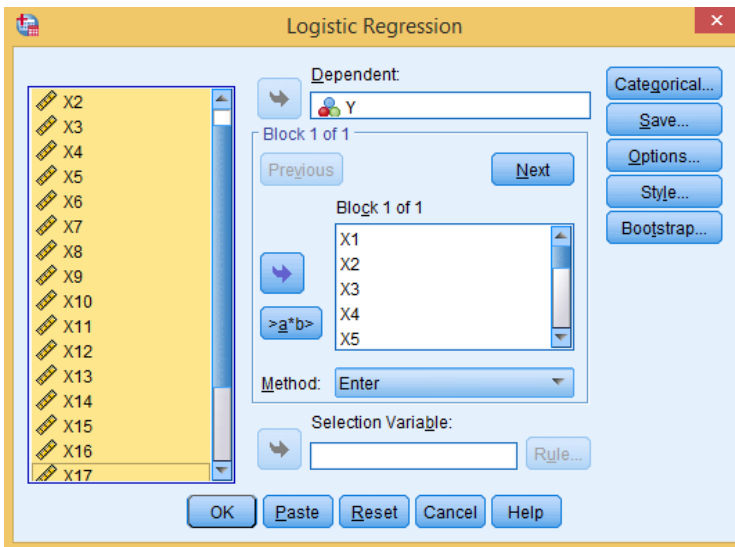 Logistic Regression
X2
X3
X4
X5
X6
X7
X8
X9
X10
X11
X12
X13
X14
X15
X16
X17
Dependent:
Y
Block 1 of 1
Previous
Next
Block 1 of 1
X1
X2
X3
X4
X5
>a*b>
Method: Enter
Selection Variable:
Rule...
Categorical...
Save...
Options...
Style...
Bootstrap...
OK Paste Reset Cancel Help